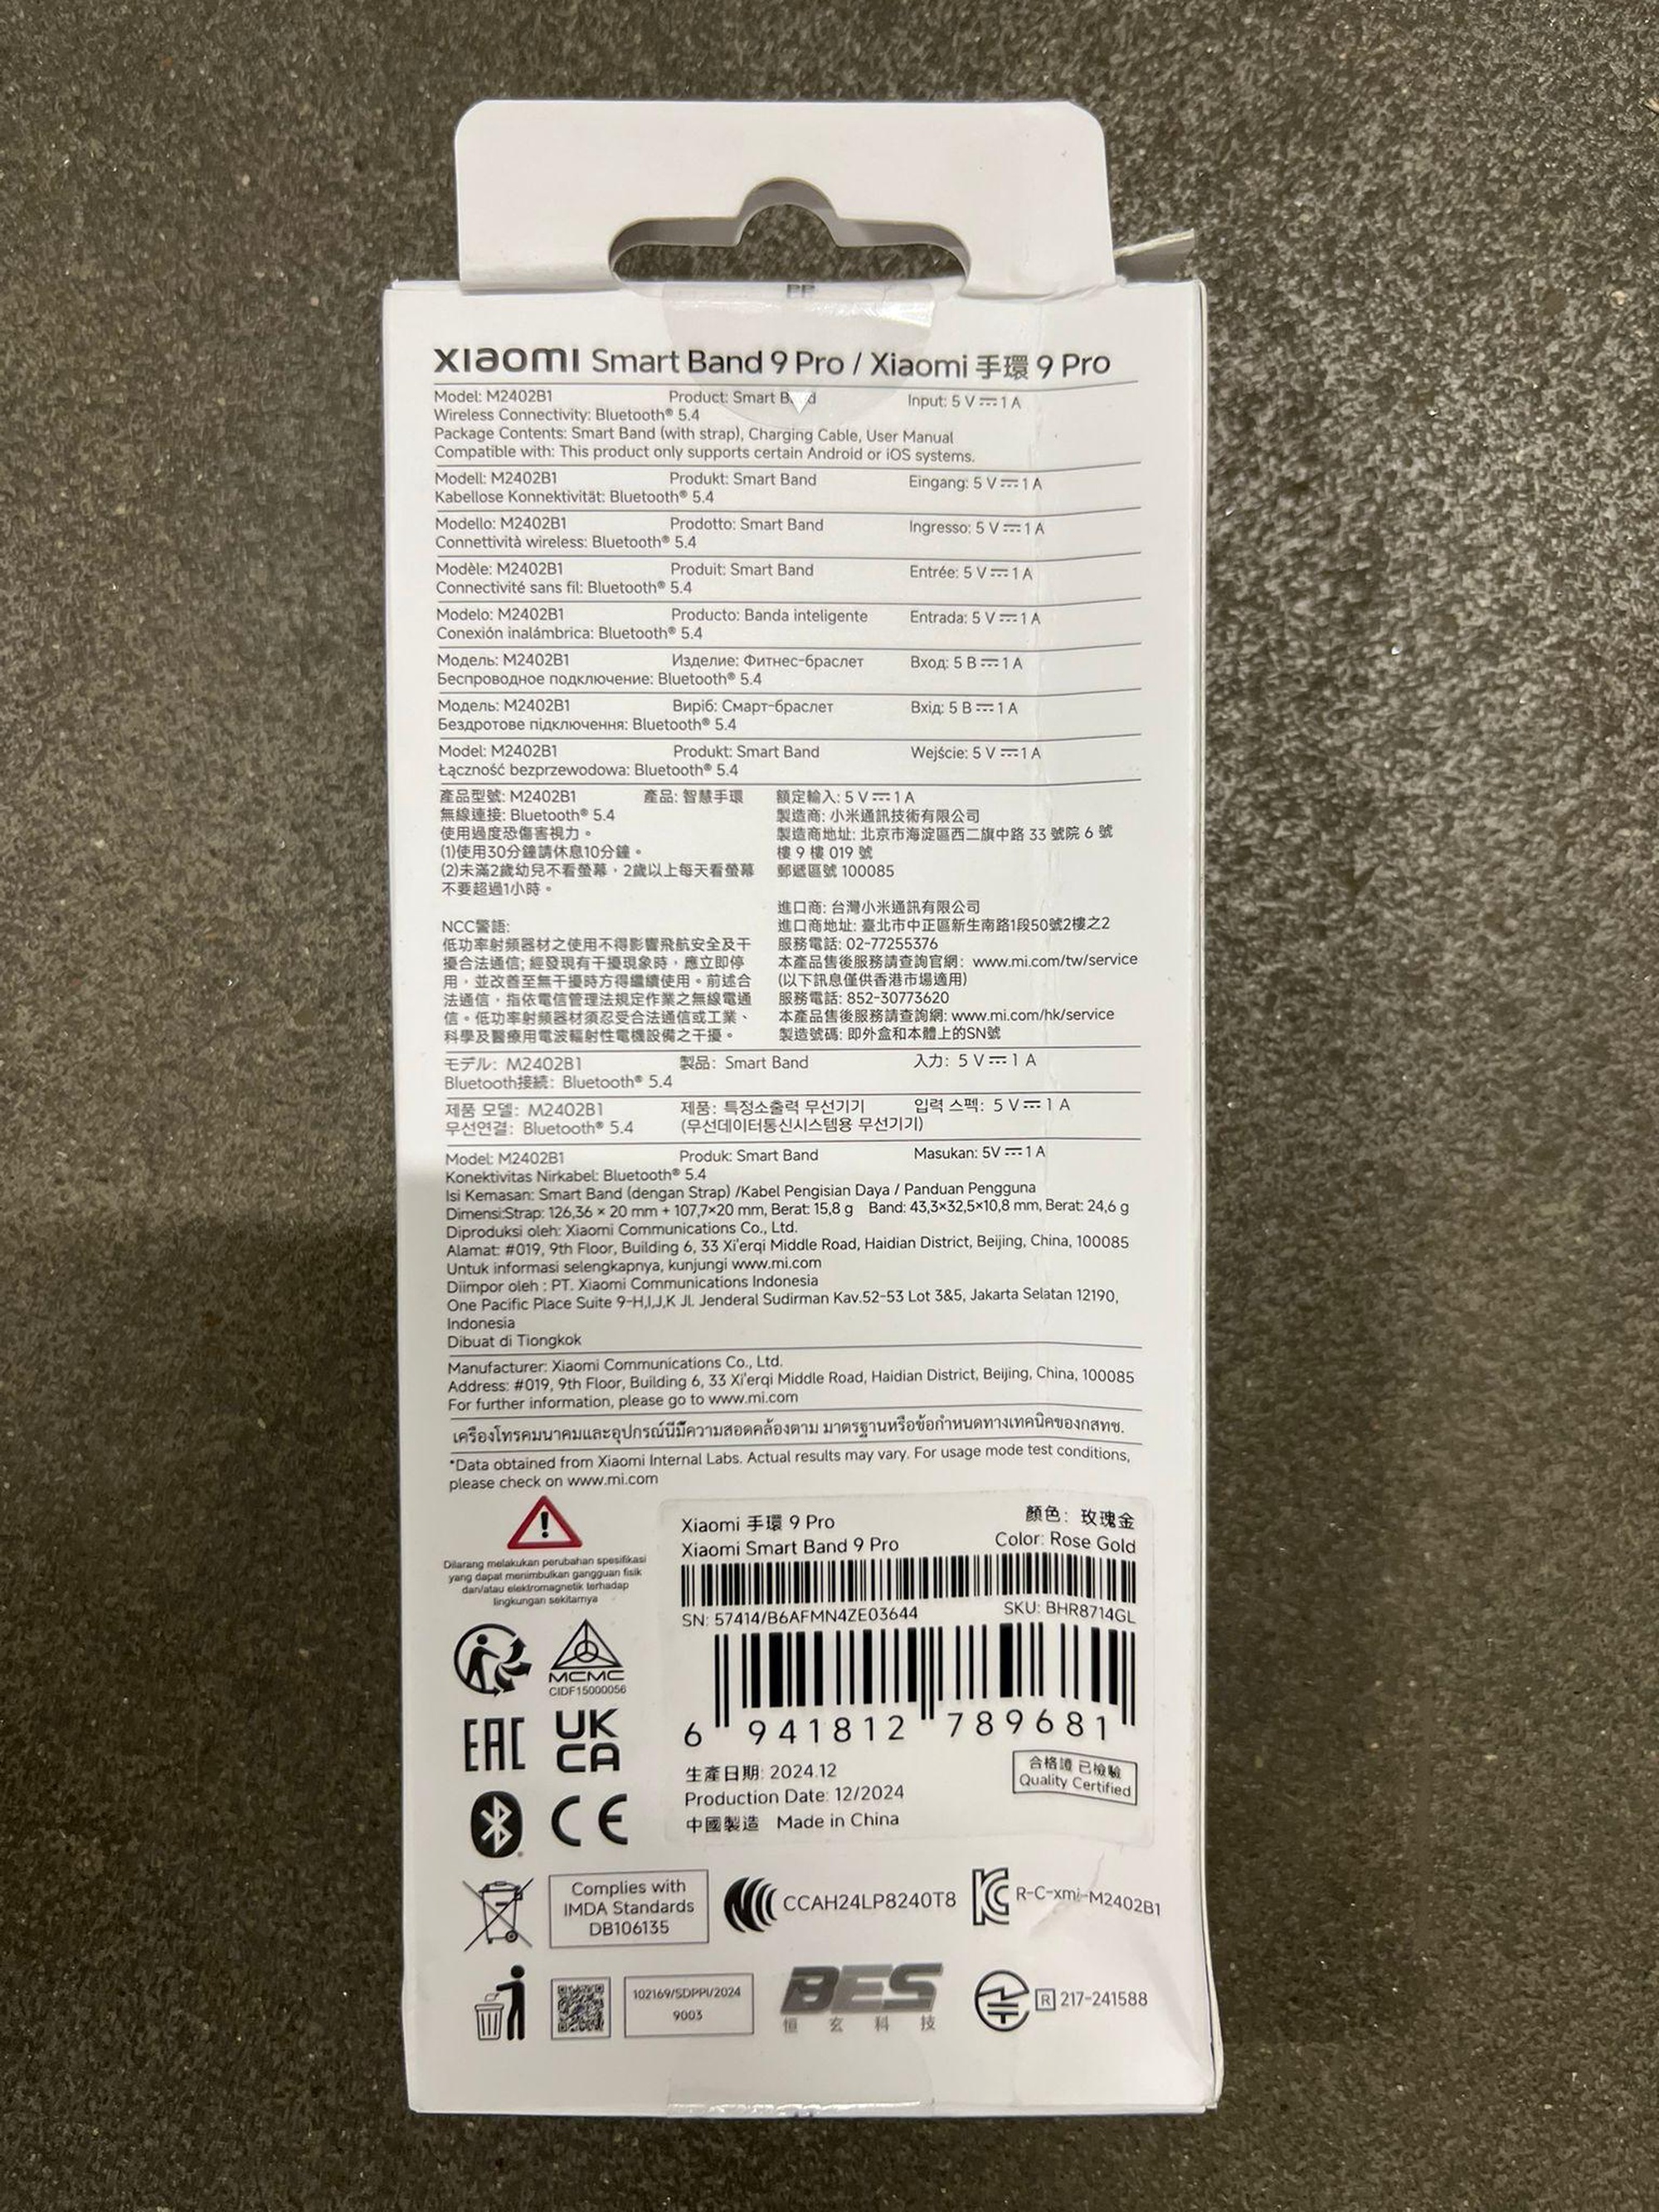 xiaomi Smart Band 9 Pro / Xiaomi 手環 9 Pro
Model: M2402B1 Product: Smart Band Input: 5 V⎓1 A
Wireless Connectivity: Bluetooth® 5.4
Package Contents: Smart Band (with strap), Charging Cable, User Manual
Compatible with: This product only supports certain Android or iOS systems.
Modell: M2402B1 Produkt: Smart Band Eingang: 5 V⎓1 A
Kabellose Konnektivität: Bluetooth® 5.4
Modello: M2402B1 Prodotto: Smart Band Ingresso: 5 V⎓1 A
Connettività wireless: Bluetooth® 5.4
Modèle: M2402B1 Produit: Smart Band Entrée: 5 V⎓1 A
Connectivité sans fil: Bluetooth® 5.4
Modelo: M2402B1 Producto: Banda inteligente Entrada: 5 V⎓1 A
Conexión inalámbrica: Bluetooth® 5.4
Модель: M2402B1 Изделие: Фитнес-браслет Вход: 5 В⎓1 А
Беспроводное подключение: Bluetooth® 5.4
Модель: M2402B1 Виріб: Смарт-браслет Вхід: 5 В⎓1 А
Бездротове підключення: Bluetooth® 5.4
Model: M2402B1 Produkt: Smart Band Wejście: 5 V⎓1 A
Łączność bezprzewodowa: Bluetooth® 5.4
產品型號: M2402B1 產品: 智慧手環
無線連接: Bluetooth® 5.4
使用過度恐傷害視力。
(1)使用30分鐘請休息10分鐘。
(2)未滿2歲幼兒不看螢幕，2歲以上每天看螢幕
不要超過1小時。
NCC警語:
低功率射頻器材之使用不得影響飛航安全及干
擾合法通信; 經發現有干擾現象時，應立即停
用，並改善至無干擾時方得繼續使用。前述合
法通信，指依電信管理法規定作業之無線電通
信。低功率射頻器材須忍受合法通信或工業、
科學及醫療用電波輻射性電機設備之干擾。
額定輸入: 5 V⎓1 A
製造商: 小米通訊技術有限公司
製造商地址: 北京市海淀區西二旗中路 33 號院 6 號
樓 9 樓 019 號
郵遞區號 100085
進口商: 台灣小米通訊有限公司
進口商地址: 臺北市中正區新生南路1段50號2樓之2
服務電話: 02-77255376
本產品售後服務請查詢官網：www.mi.com/tw/service
(以下訊息僅供香港市場適用)
服務電話: 852-30773620
本產品售後服務請查詢網: www.mi.com/hk/service
製造號碼: 即外盒和本體上的SN號
モデル: M2402B1 製品: Smart Band 入力: 5 V⎓1 A
Bluetooth接続: Bluetooth® 5.4
제품 모델: M2402B1 제품: 특정소출력 무선기기 입력 스펙: 5 V⎓1 A
무선연결: Bluetooth® 5.4 (무선데이터통신시스템용 무선기기)
Model: M2402B1 Produk: Smart Band Masukan: 5V⎓1 A
Konektivitas Nirkabel: Bluetooth® 5.4
Isi Kemasan: Smart Band (dengan Strap) /Kabel Pengisian Daya / Panduan Pengguna
Dimensi:Strap: 126,36 × 20 mm + 107,7×20 mm, Berat: 15,8 g Band: 43,3×32,5×10,8 mm, Berat: 24,6 g
Diproduksi oleh: Xiaomi Communications Co., Ltd.
Alamat: #019, 9th Floor, Building 6, 33 Xi'erqi Middle Road, Haidian District, Beijing, China, 100085
Untuk informasi selengkapnya, kunjungi www.mi.com
Diimpor oleh : PT. Xiaomi Communications Indonesia
One Pacific Place Suite 9-H,I,J,K Jl. Jenderal Sudirman Kav.52-53 Lot 3&5, Jakarta Selatan 12190,
Indonesia
Dibuat di Tiongkok
Manufacturer: Xiaomi Communications Co., Ltd.
Address: #019, 9th Floor, Building 6, 33 Xi'erqi Middle Road, Haidian District, Beijing, China, 100085
For further information, please go to www.mi.com
เครื่องโทรคมนาคมและอุปกรณ์นี้มีความสอดคล้องตาม มาตรฐานหรือข้อกำหนดทางเทคนิคของกสทช.
*Data obtained from Xiaomi Internal Labs. Actual results may vary. For usage mode test conditions,
please check on www.mi.com
Dilarang melakukan perubahan spesifikasi
yang dapat menimbulkan gangguan fisik
dan/atau elektromagnetik terhadap
lingkungan sekitarnya
Xiaomi 手環 9 Pro 顏色：玫瑰金
Xiaomi Smart Band 9 Pro Color: Rose Gold
SN: 57414/B6AFMN4ZE03644 SKU: BHR8714GL
6 941812 789681
生產日期: 2024.12
Production Date: 12/2024
中國製造 Made in China
合格證 已檢驗
Quality Certified
MCMC
CIDF15000056
EAC UK
CA
CE
Complies with
IMDA Standards
DB106135
CCAH24LP8240T8
R-C-xmi-M2402B1
102169/SDPPI/2024
9003
BES
恒玄科技
R 217-241588